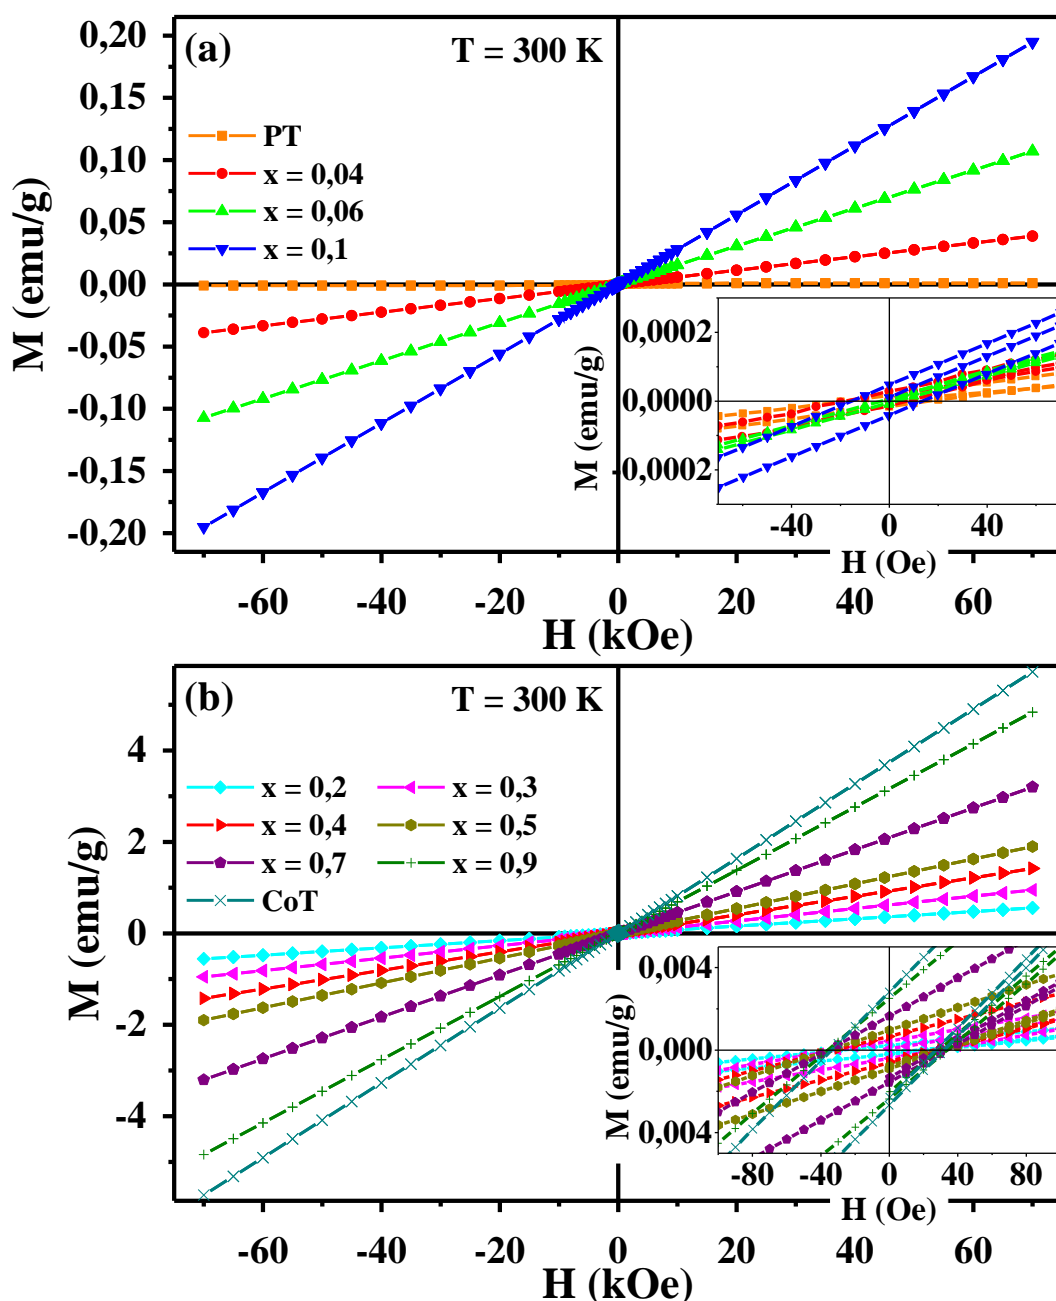 (a)
T = 300 K
0,20
0,15
0,10
0,05
0,00
-0,05
-0,10
-0,15
-0,20
M (emu/g)
PT
x = 0,04
x = 0,06
x = 0,1
-60 -40 -20 0 20 40 60
H (kOe)
0,0002
0,0000
0,0002
M (emu/g)
-40 0 40
H (Oe)
(b)
T = 300 K
4
2
0
-2
-4
M (emu/g)
x = 0,2 x = 0,3
x = 0,4 x = 0,5
x = 0,7 x = 0,9
CoT
-60 -40 -20 0 20 40 60
H (kOe)
0,004
0,000
0,004
M (emu/g)
-80 -40 0 40 80
H (Oe)